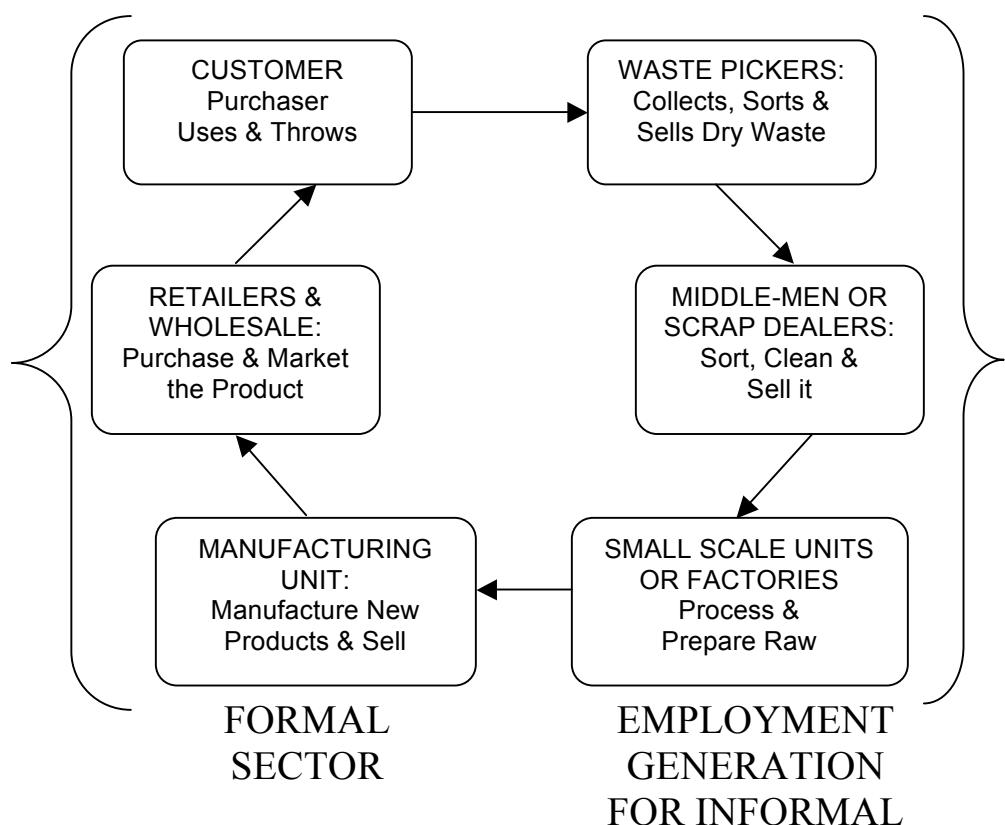 CUSTOMER
Purchaser
Uses & Throws
WASTE PICKERS:
Collects, Sorts &
Sells Dry Waste
MIDDLE-MEN OR
SCRAP DEALERS:
Sort, Clean &
Sell it
SMALL SCALE UNITS
OR FACTORIES
Process &
Prepare Raw
MANUFACTURING
UNIT:
Manufacture New
Products & Sell
RETAILERS &
WHOLESALE:
Purchase & Market
the Product
FORMAL
SECTOR
EMPLOYMENT
GENERATION
FOR INFORMAL